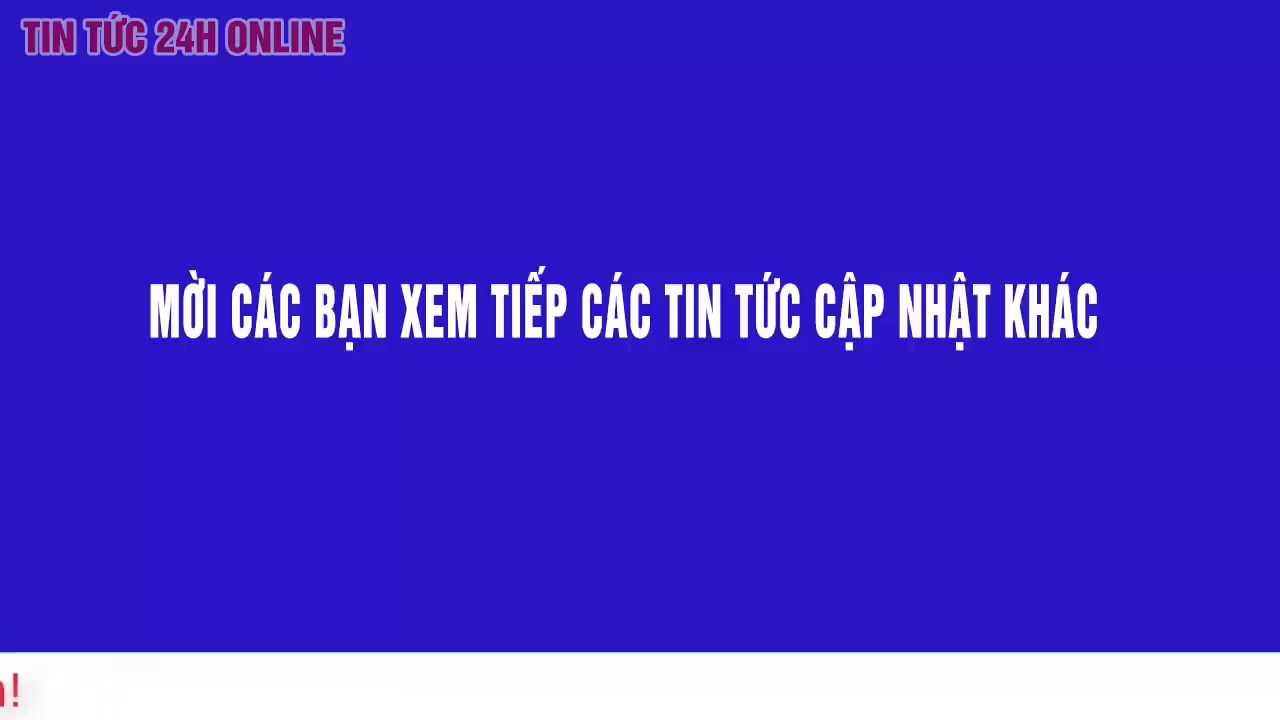 TIN TỨC 24H ONLINE
MỜI CÁC BẠN XEM TIẾP CÁC TIN TỨC CẬP NHẬT KHÁC